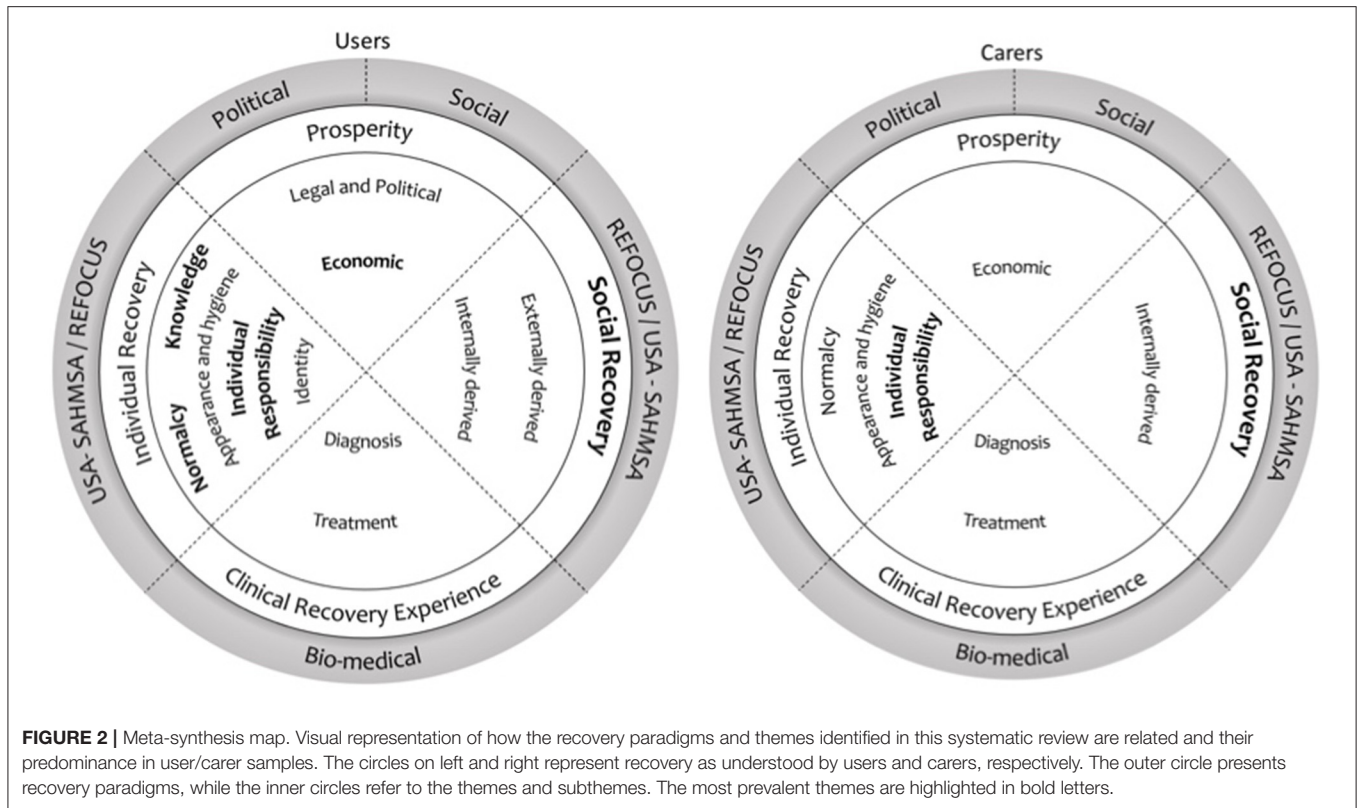 Users
Political
Social
Prosperity
Legal and Political
Economic
USA- SAHMSA / REFOCUS
Individual Recovery
Normalcy
Knowledge
Appearance and hygiene
Individual
Responsibility
Identity
Internally derived
Externally derived
Social Recovery
REFOCUS / USA - SAHMSA
Diagnosis
Treatment
Clinical Recovery Experience
Bio-medical
Carers
Political
Social
Prosperity
Economic
USA- SAHMSA / REFOCUS
Individual Recovery
Normalcy
Appearance and hygiene
Individual
Responsibility
Internally derived
Social Recovery
REFOCUS / USA - SAHMSA
Diagnosis
Treatment
Clinical Recovery Experience
Bio-medical
FIGURE 2 | Meta-synthesis map. Visual representation of how the recovery paradigms and themes identified in this systematic review are related and their
predominance in user/carer samples. The circles on left and right represent recovery as understood by users and carers, respectively. The outer circle presents
recovery paradigms, while the inner circles refer to the themes and subthemes. The most prevalent themes are highlighted in bold letters.